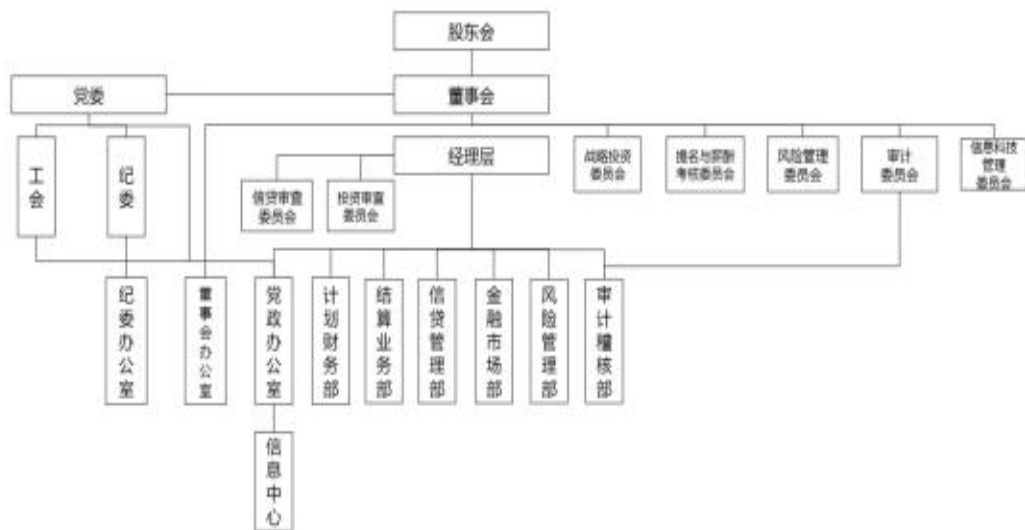 股东会
党委
董事会
工会
纪委
经理层
战略投资
委员会
提名与薪酬
考核委员会
风险管理
委员会
审计
委员会
信息科技
管理
委员会
信贷审查
委员会
投资审查
委员会
纪委办公室
董事会办公室
党政办公室
计划财务部
结算业务部
信贷管理部
金融市场部
风险管理部
审计稽核部
信息中心